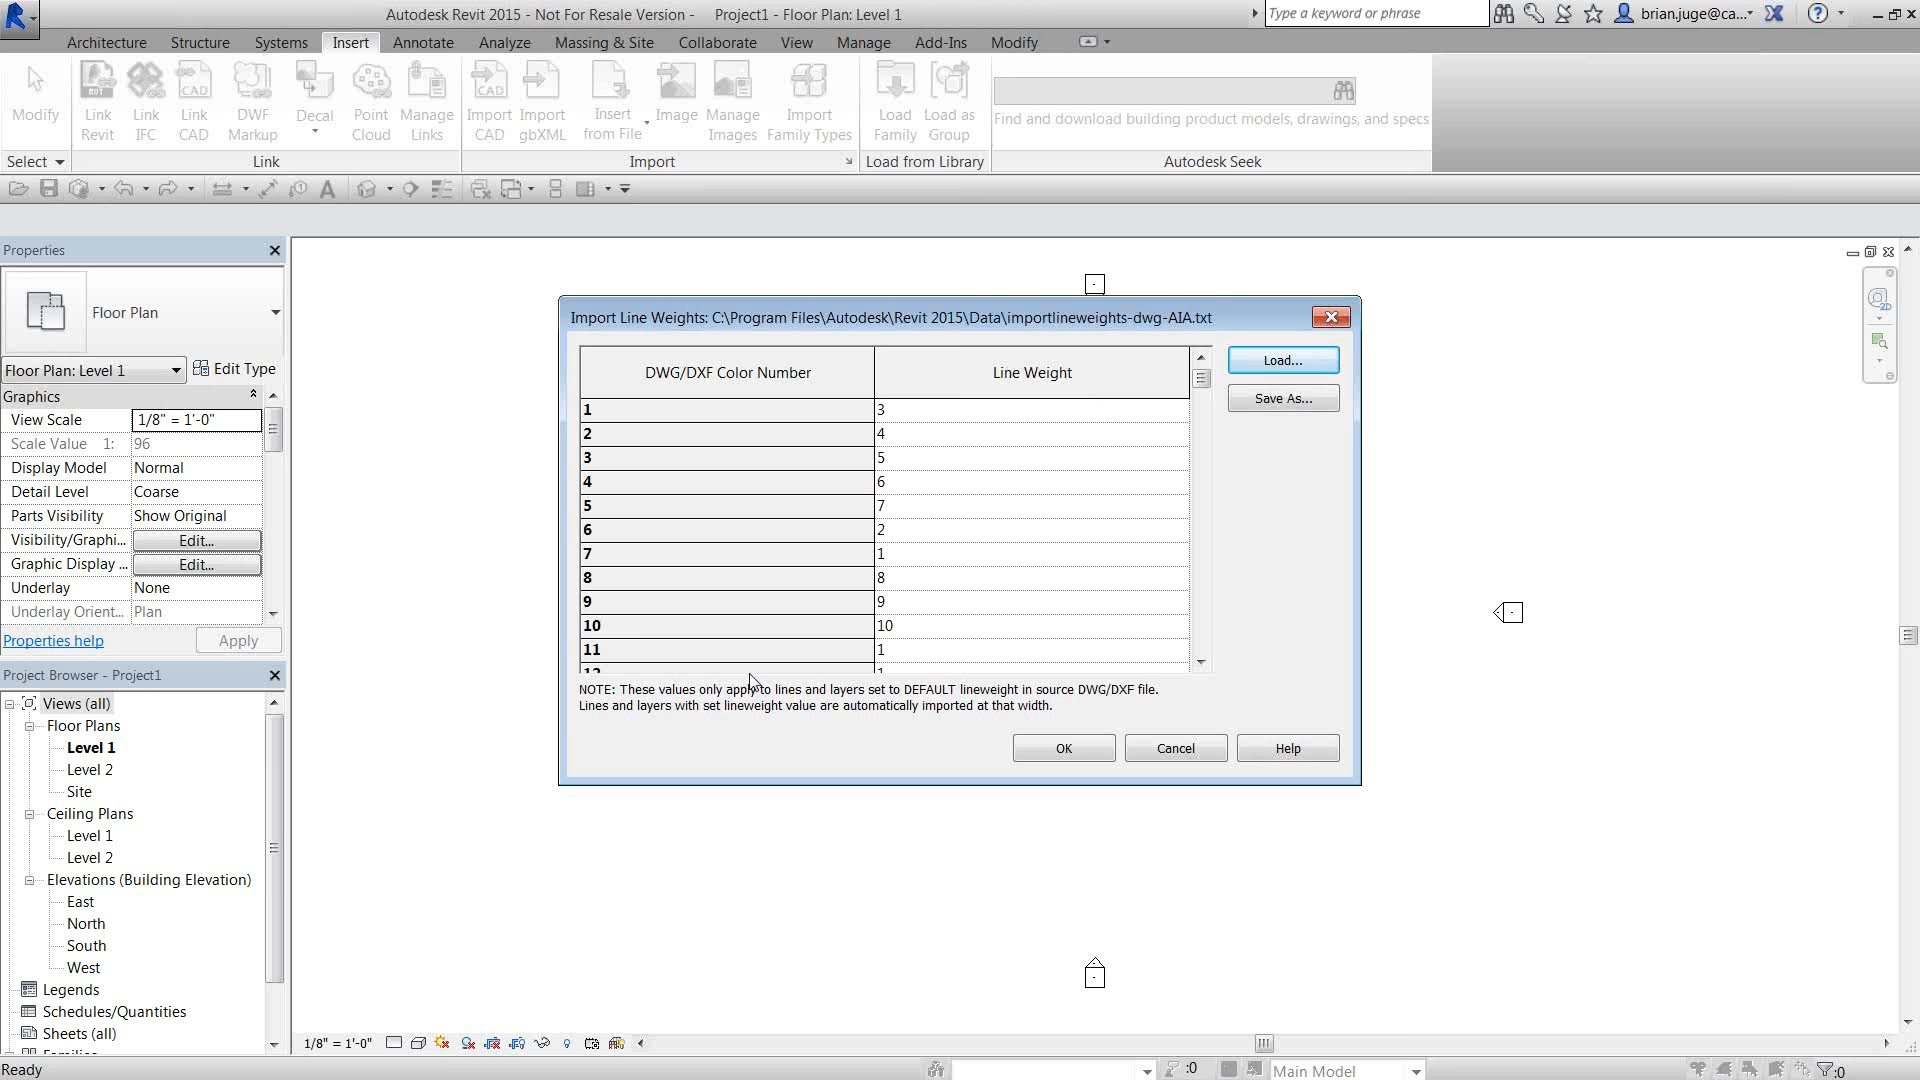 Autodesk Revit 2015 - Not For Resale Version - Project1 - Floor Plan: Level 1
Type a keyword or phrase
brian.juge@ca...
Architecture Structure Systems Insert Annotate Analyze Massing & Site Collaborate View Manage Add-Ins Modify
Modify
Link Revit
Link IFC
Link CAD
DWF Markup
Decal
Point Cloud
Manage Links
Import CAD
Import gbXML
Insert from File
Image
Manage Images
Import Family Types
Load Family
Load as Group
Find and download building product models, drawings, and specs
Select Link Import Load from Library Autodesk Seek
Properties
Floor Plan
Floor Plan: Level 1 Edit Type
Graphics
View Scale 1/8" = 1'-0"
Scale Value 1: 96
Display Model Normal
Detail Level Coarse
Parts Visibility Show Original
Visibility/Graphi... Edit...
Graphic Display ... Edit...
Underlay None
Underlay Orient... Plan
Properties help Apply
Project Browser - Project1
Views (all)
Floor Plans
Level 1
Level 2
Site
Ceiling Plans
Level 1
Level 2
Elevations (Building Elevation)
East
North
South
West
Legends
Schedules/Quantities
Sheets (all)
Families
Import Line Weights: C:\Program Files\Autodesk\Revit 2015\Data\importlineweights-dwg-AIA.txt
DWG/DXF Color Number Line Weight
1 3
2 4
3 5
4 6
5 7
6 2
7 1
8 8
9 9
10 10
11 1
12 1
Load...
Save As...
NOTE: These values only apply to lines and layers set to DEFAULT lineweight in source DWG/DXF file.
Lines and layers with set lineweight value are automatically imported at that width.
OK Cancel Help
1/8" = 1'-0"
Ready
:0
Main Model
:0